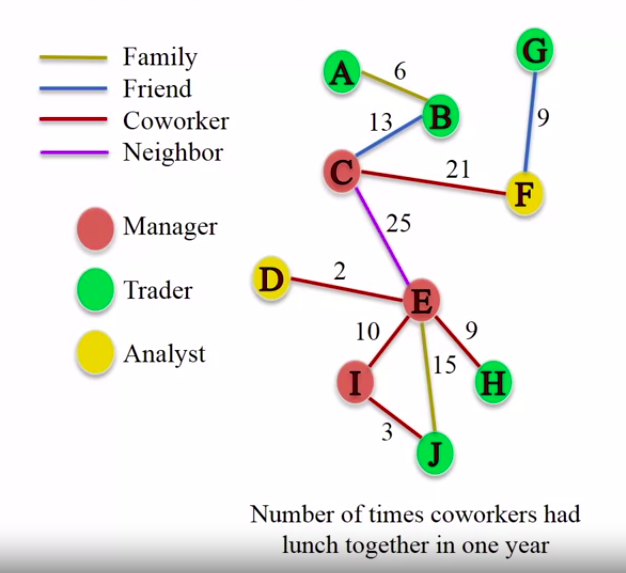 Family
Friend
Coworker
Neighbor
Manager
Trader
Analyst
A
6
B
G
13
9
C
21
F
25
D
2
E
10
9
15
I
H
3
J
Number of times coworkers had
lunch together in one year